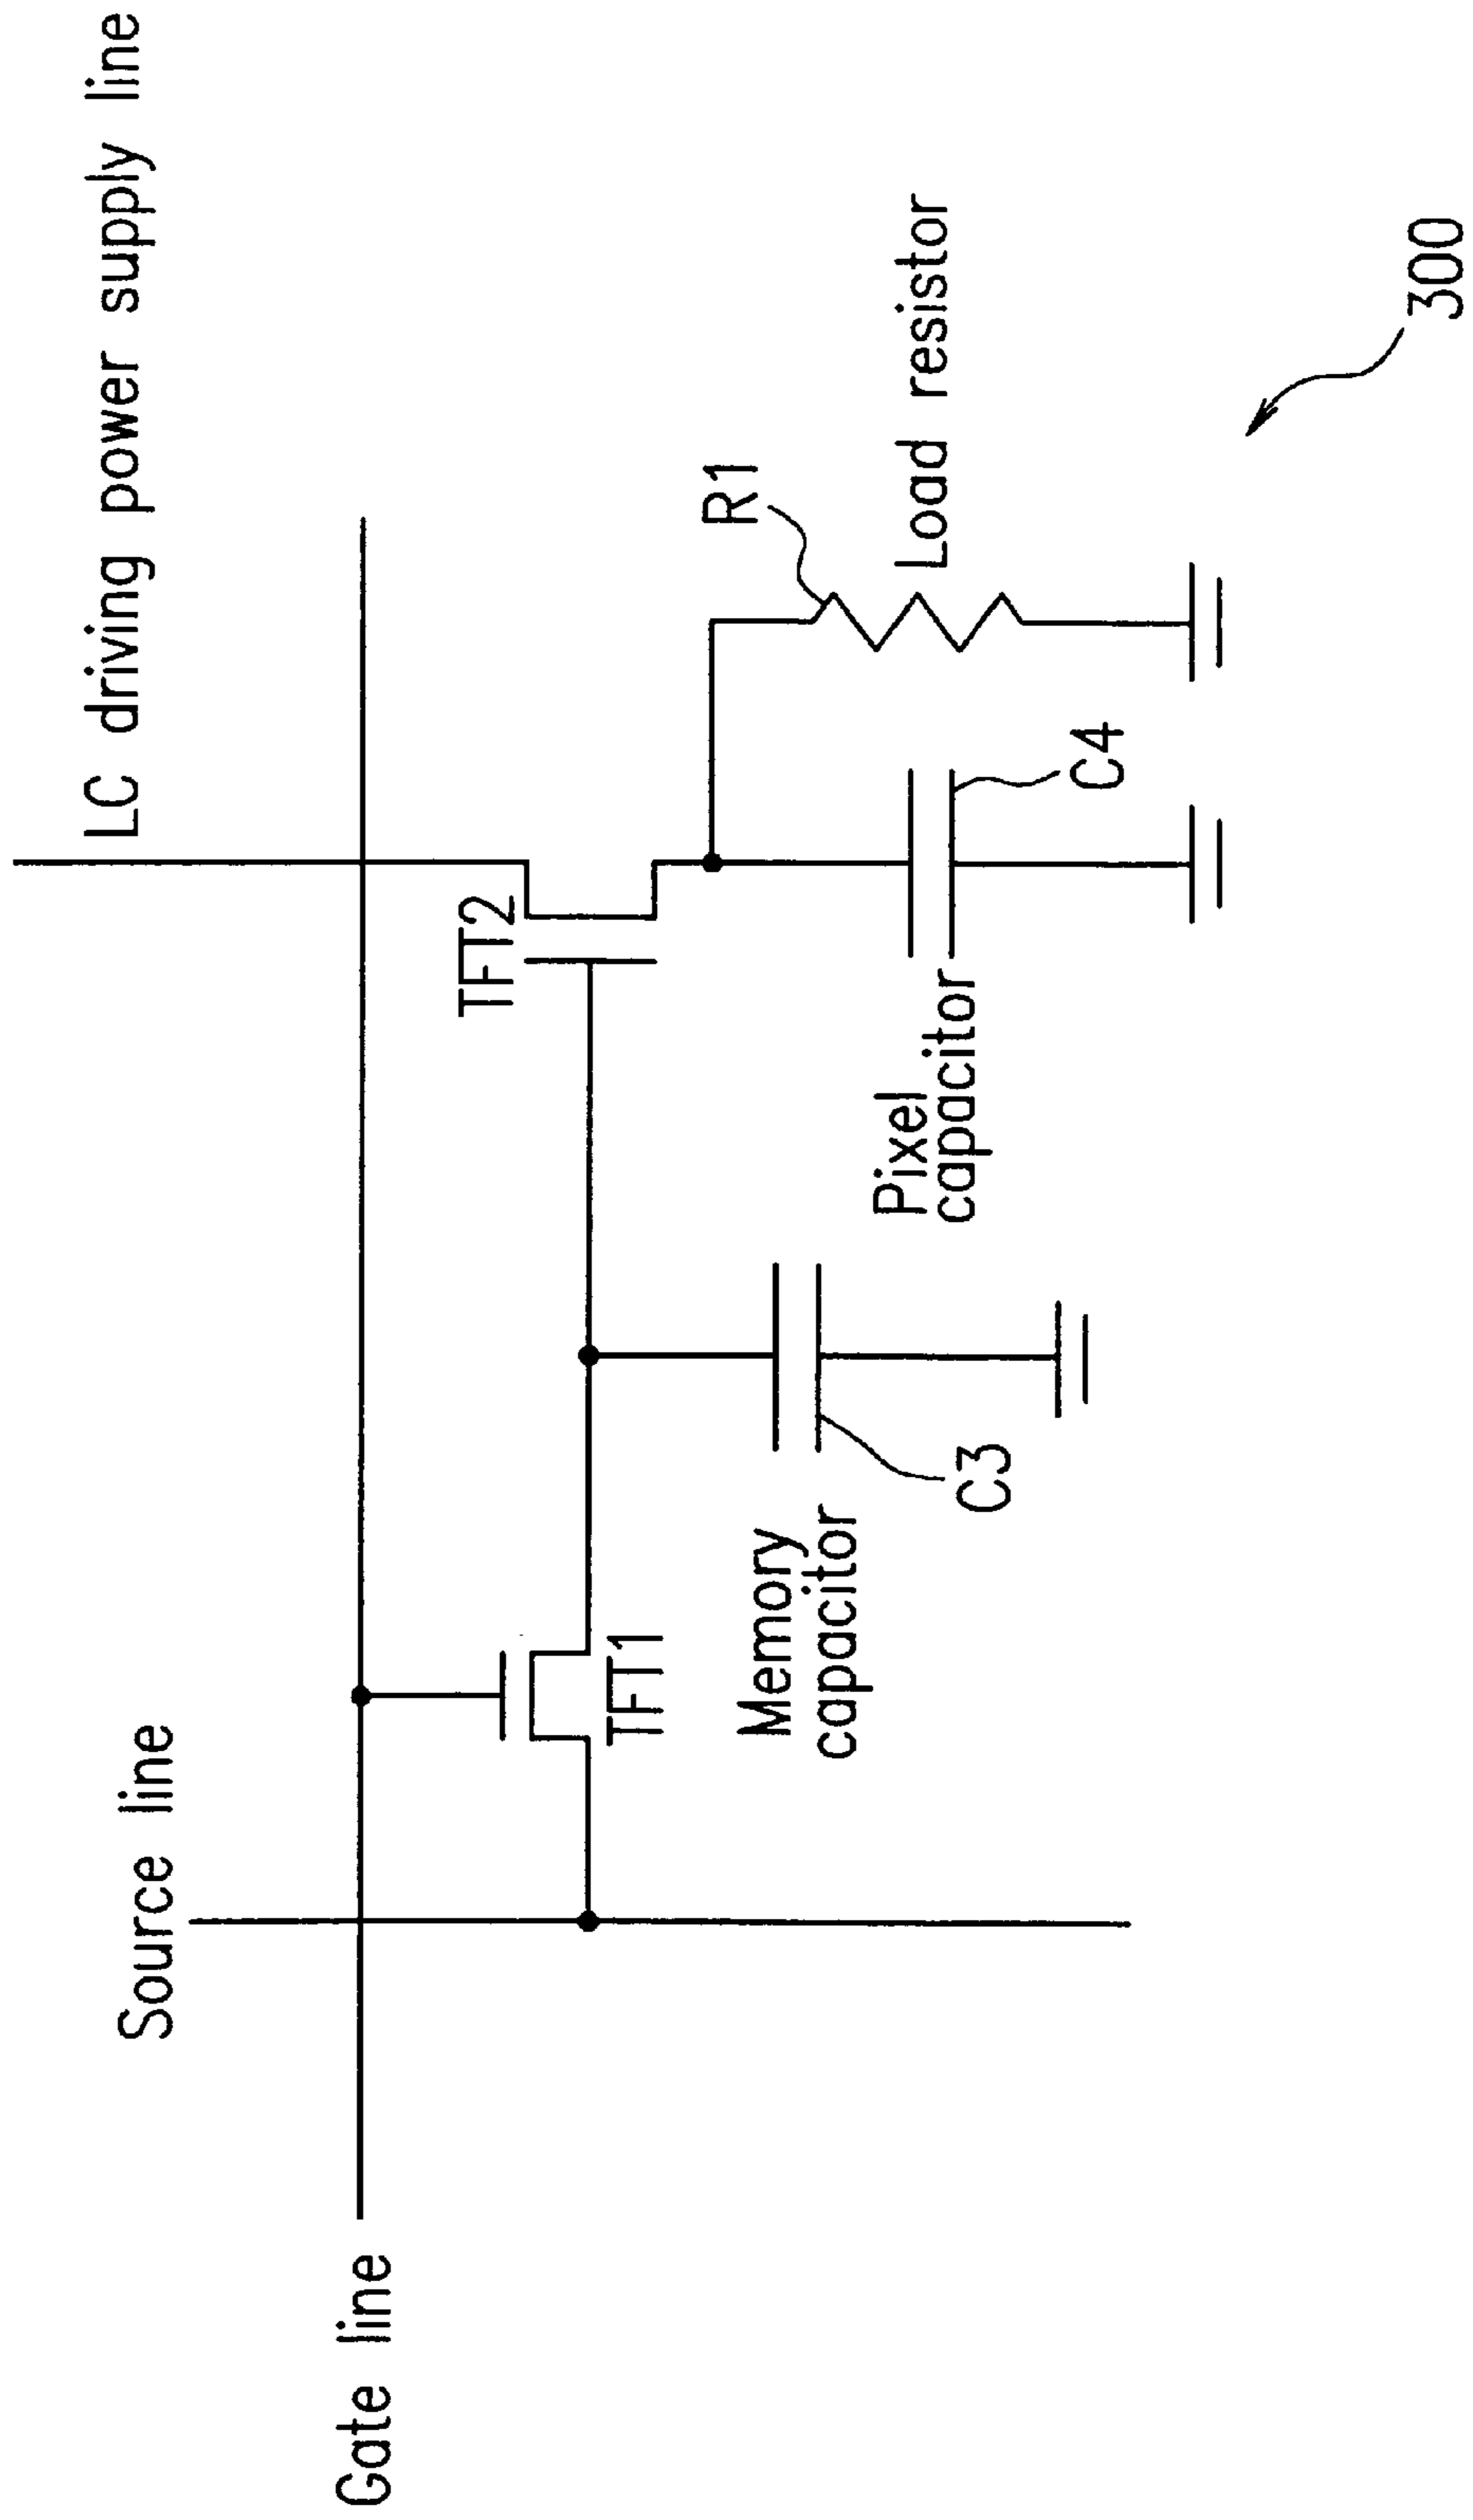 LC driving power supply line
Source line
Gate line
TFT2
TFT1
R1
Load resistor
Memory
capacitor
Pixel
capacitor
C3
C4
300